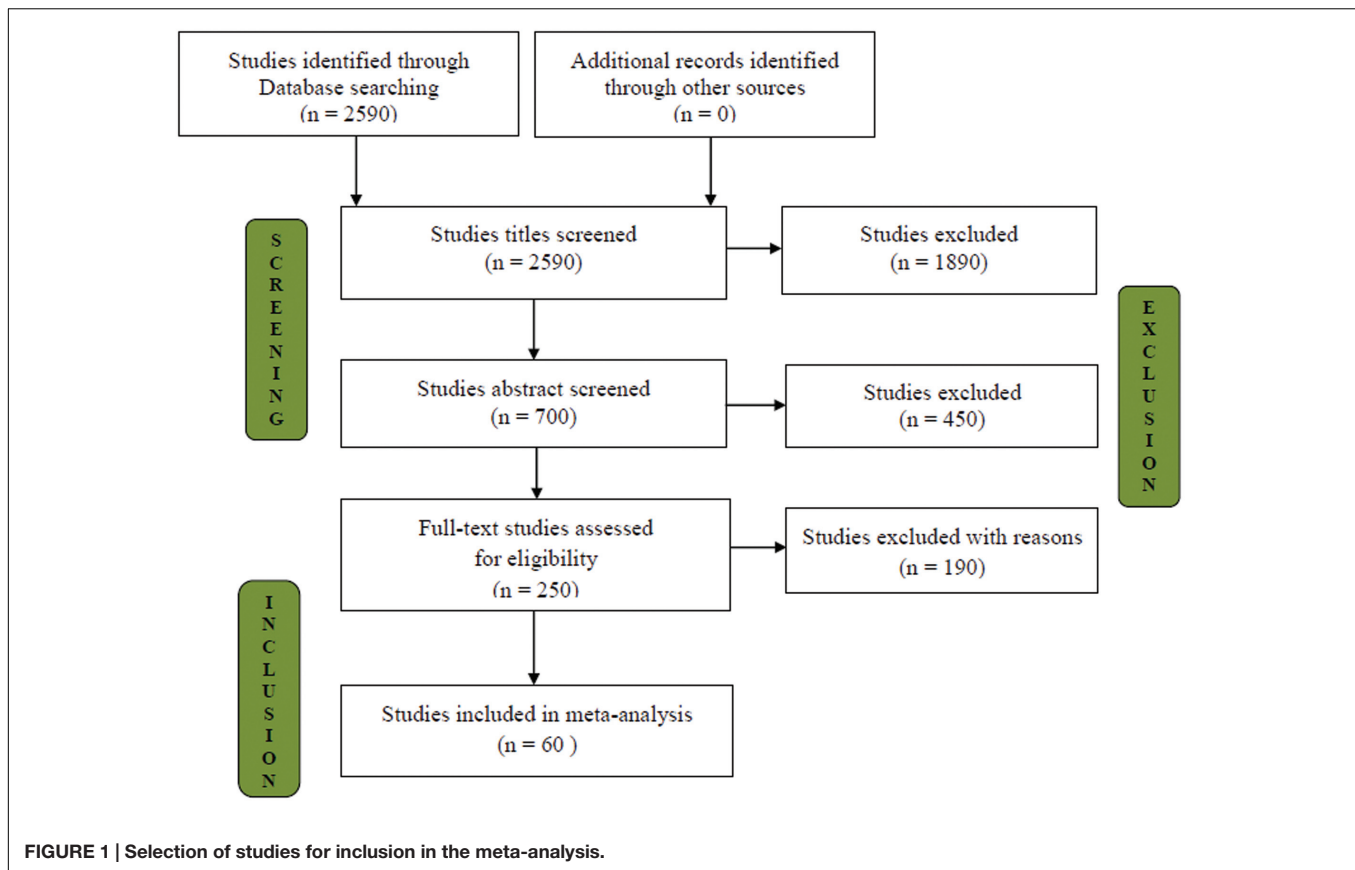 Studies identified through
Database searching
(n = 2590)
Additional records identified
through other sources
(n = 0)
S
C
R
E
E
N
I
N
G
Studies titles screened
(n = 2590)
Studies excluded
(n = 1890)
E
X
C
L
U
S
I
O
N
Studies abstract screened
(n = 700)
Studies excluded
(n = 450)
Full-text studies assessed
for eligibility
(n = 250)
Studies excluded with reasons
(n = 190)
I
N
C
L
U
S
I
O
N
Studies included in meta-analysis
(n = 60 )
FIGURE 1 | Selection of studies for inclusion in the meta-analysis.